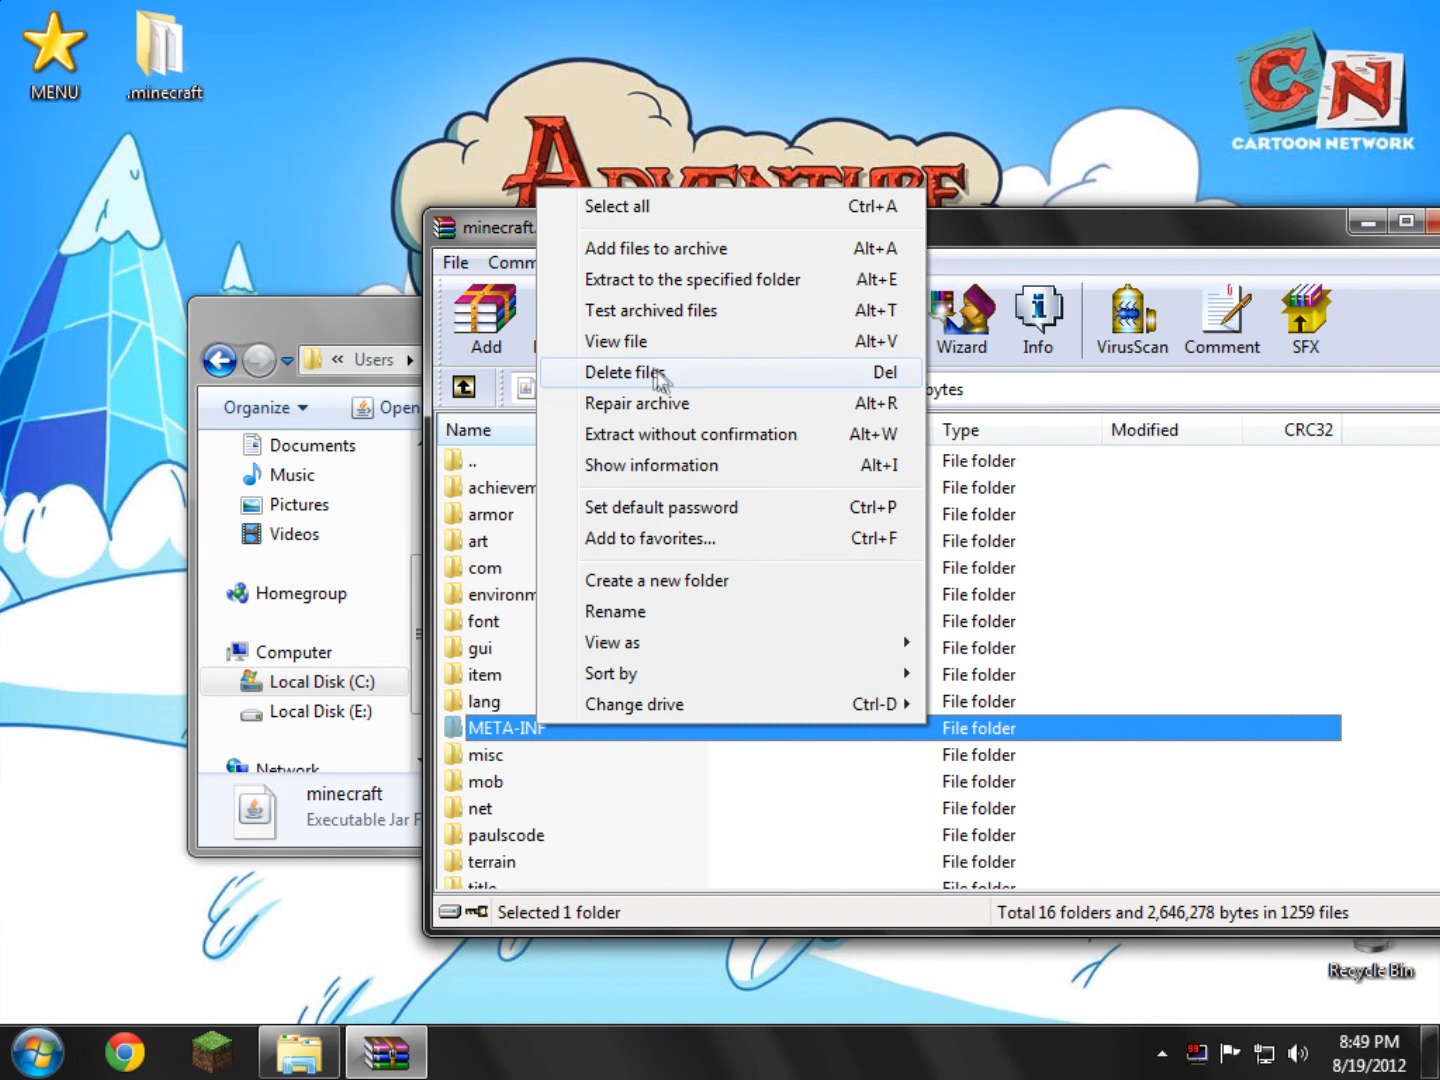 MENU
.minecraft
CN
CARTOON NETWORK
ADVENTURE
minecraft.
File
Comm
Add
Wizard
Info
VirusScan
Comment
SFX
Select all Ctrl+A
Add files to archive Alt+A
Extract to the specified folder Alt+E
Test archived files Alt+T
View file Alt+V
Delete files Del
Repair archive Alt+R
Extract without confirmation Alt+W
Show information Alt+I
Set default password Ctrl+P
Add to favorites... Ctrl+F
Create a new folder
Rename
View as
Sort by
Change drive Ctrl-D
« Users
Organize
Open
Documents
Music
Pictures
Videos
Homegroup
Computer
Local Disk (C:)
Local Disk (E:)
Network
minecraft
Executable Jar F
bytes
Name Type Modified CRC32
.. File folder
achievem File folder
armor File folder
art File folder
com File folder
environm File folder
font File folder
gui File folder
item File folder
lang File folder
META-INF File folder
misc File folder
mob File folder
net File folder
paulscode File folder
terrain File folder
title File folder
Selected 1 folder
Total 16 folders and 2,646,278 bytes in 1259 files
Recycle Bin
99
8:49 PM
8/19/2012